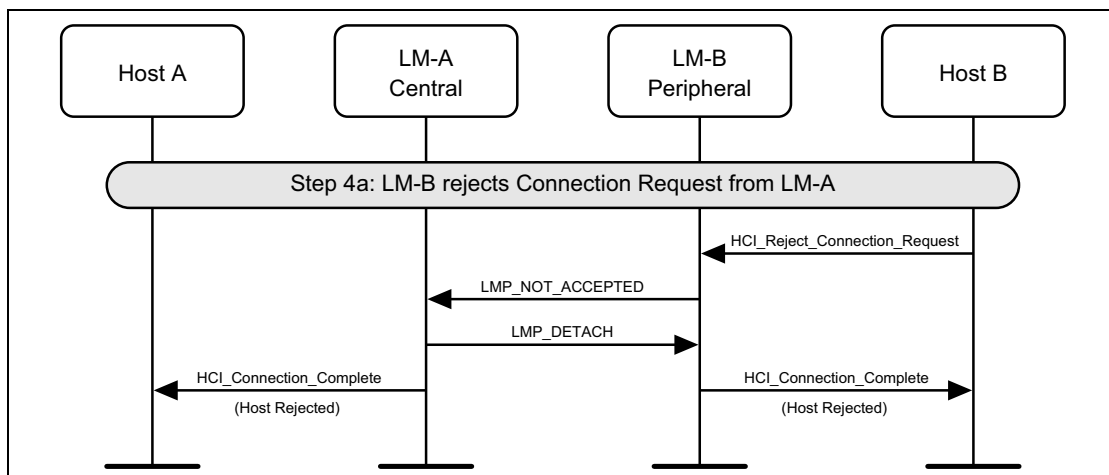 Host A
LM-A
Central
LM-B
Peripheral
Host B
Step 4a: LM-B rejects Connection Request from LM-A
HCI_Reject_Connection_Request
LMP_NOT_ACCEPTED
LMP_DETACH
HCI_Connection_Complete
(Host Rejected)
HCI_Connection_Complete
(Host Rejected)